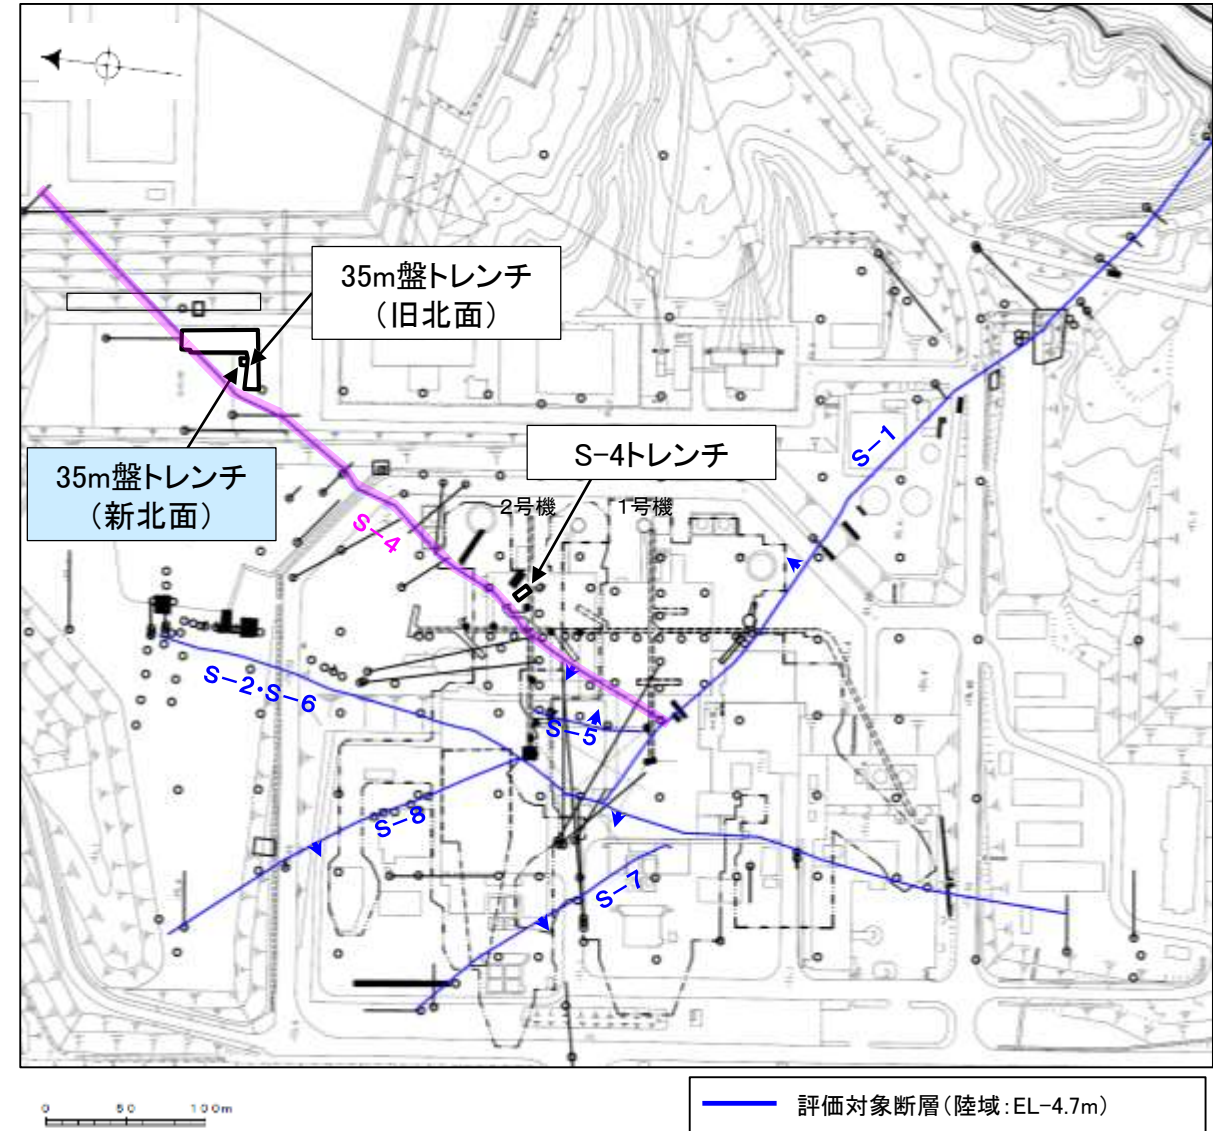 35m盤トレンチ
（旧北面）
S-4トレンチ
S-1
35m盤トレンチ
（新北面）
2号機
1号機
S-4
S-2・S-6
S-5
S-8
S-7
0 50 100m
評価対象断層（陸域：EL-4.7m）